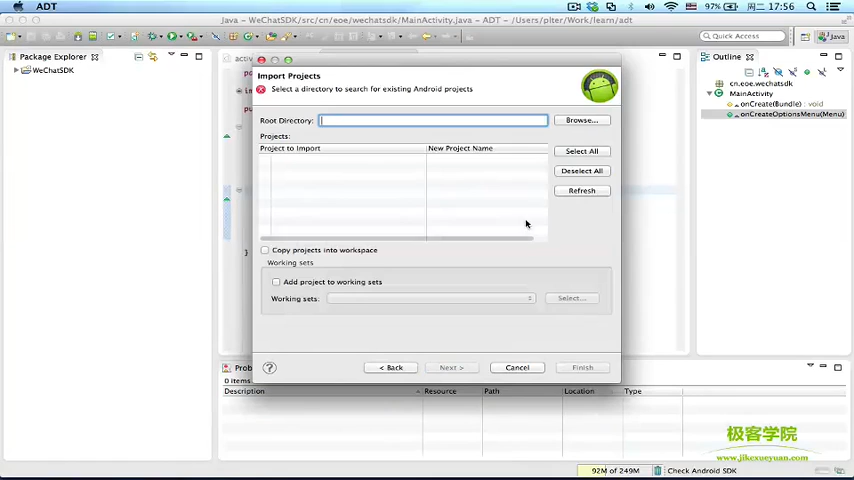 ADT
97%
周二 17:56
Java – WeChatSDK/src/cn/eoe/wechatsdk/MainActivity.java – ADT – /Users/plter/Work/learn/adt
Quick Access
Java
Package Explorer
WeChatSDK
Import Projects
Select a directory to search for existing Android projects
Root Directory:
Browse...
Projects:
Project to Import
New Project Name
Select All
Deselect All
Refresh
Copy projects into workspace
Working sets
Add project to working sets
Working sets:
Select...
?
< Back
Next >
Cancel
Finish
Outline
cn.eoe.wechatsdk
MainActivity
onCreate(Bundle) : void
onCreateOptionsMenu(Menu)
}
Prob
0 items
Description
Resource
Path
Location
Type
极客学院
www.jikexueyuan.com
92M of 249M
Check Android SDK